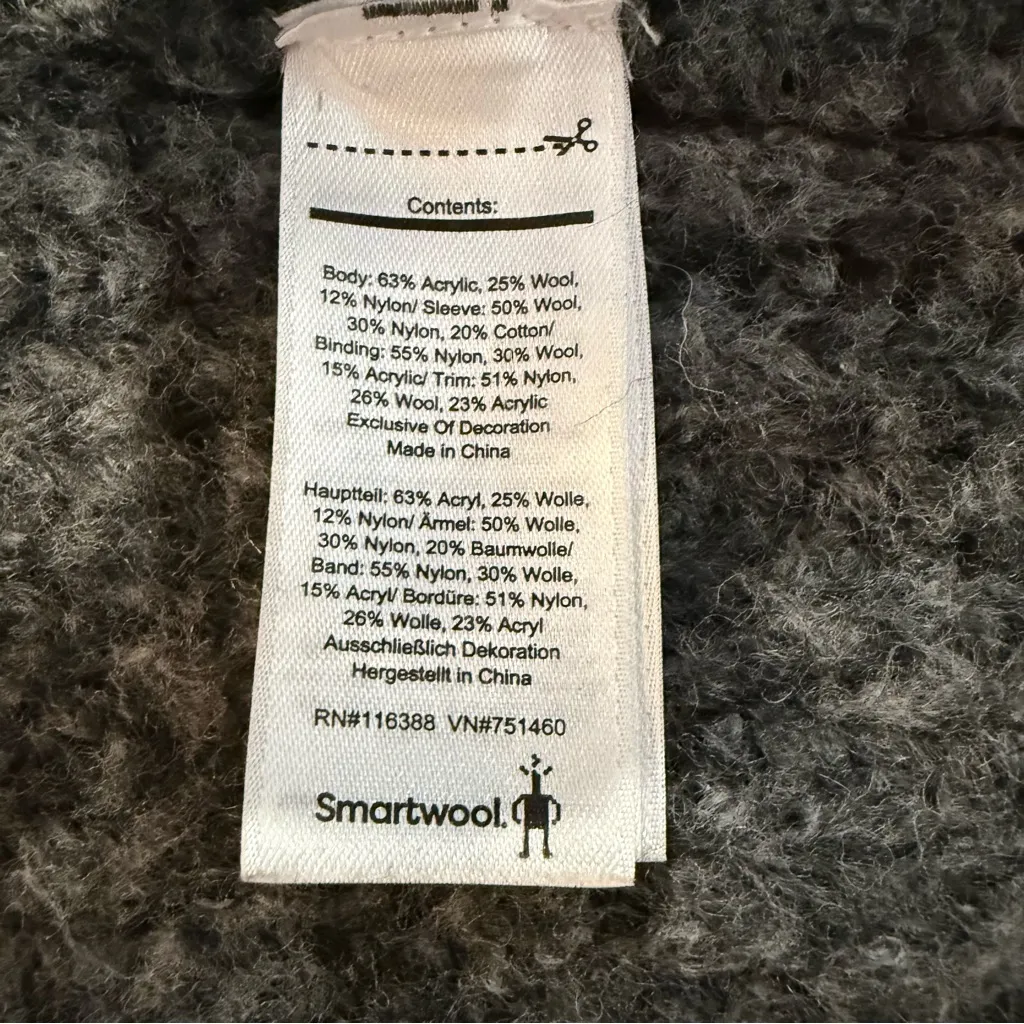 Contents:
Body: 63% Acrylic, 25% Wool,
12% Nylon/ Sleeve: 50% Wool,
30% Nylon, 20% Cotton/
Binding: 55% Nylon, 30% Wool,
15% Acrylic/ Trim: 51% Nylon,
26% Wool, 23% Acrylic
Exclusive Of Decoration
Made in China
Hauptteil: 63% Acryl, 25% Wolle,
12% Nylon/ Ärmel: 50% Wolle,
30% Nylon, 20% Baumwolle/
Band: 55% Nylon, 30% Wolle,
15% Acryl/ Bordüre: 51% Nylon,
26% Wolle, 23% Acryl
Ausschließlich Dekoration
Hergestellt in China
RN#116388 VN#751460
Smartwool.